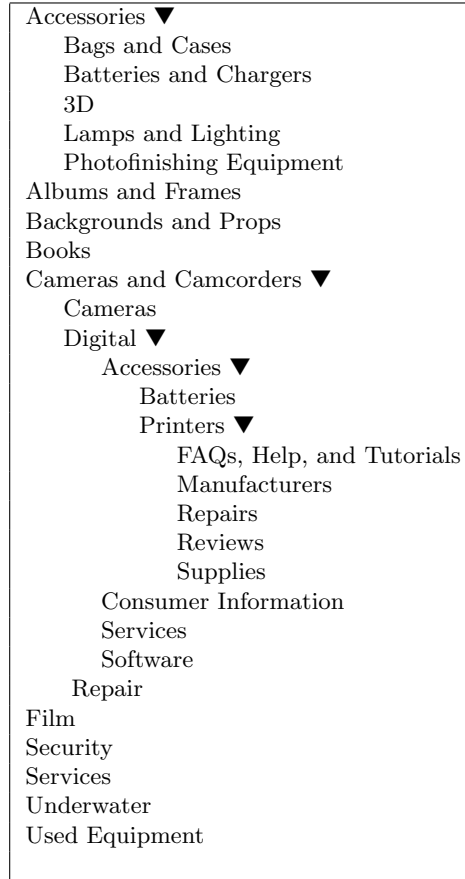 Accessories ▼
Bags and Cases
Batteries and Chargers
3D
Lamps and Lighting
Photofinishing Equipment
Albums and Frames
Backgrounds and Props
Books
Cameras and Camcorders ▼
Cameras
Digital ▼
Accessories ▼
Batteries
Printers ▼
FAQs, Help, and Tutorials
Manufacturers
Repairs
Reviews
Supplies
Consumer Information
Services
Software
Repair
Film
Security
Services
Underwater
Used Equipment